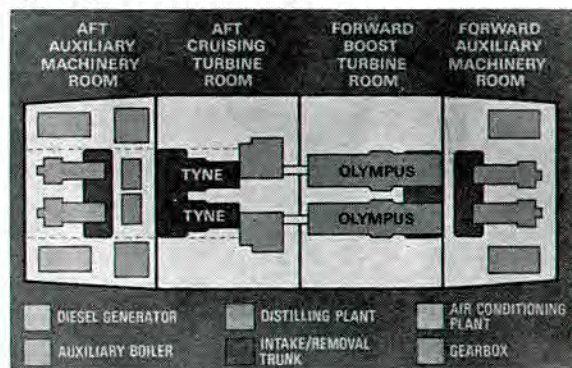 AFT
AUXILIARY
MACHINERY
ROOM
AFT
CRUISING
TURBINE
ROOM
FORWARD
BOOST
TURBINE
ROOM
FORWARD
AUXILIARY
MACHINERY
ROOM
TYNE
OLYMPUS
TYNE
OLYMPUS
DIESEL GENERATOR
DISTILLING PLANT
AIR CONDITIONING
PLANT
AUXILIARY BOILER
INTAKE/REMOVAL
TRUNK
GEARBOX